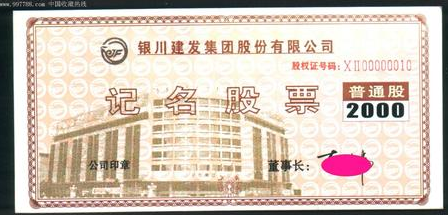 www.997788.com 中国收藏热线
银川建发集团股份有限公司
股权证号码：XII00000010
记名股票
普通股
2000
公司印章
董事长：